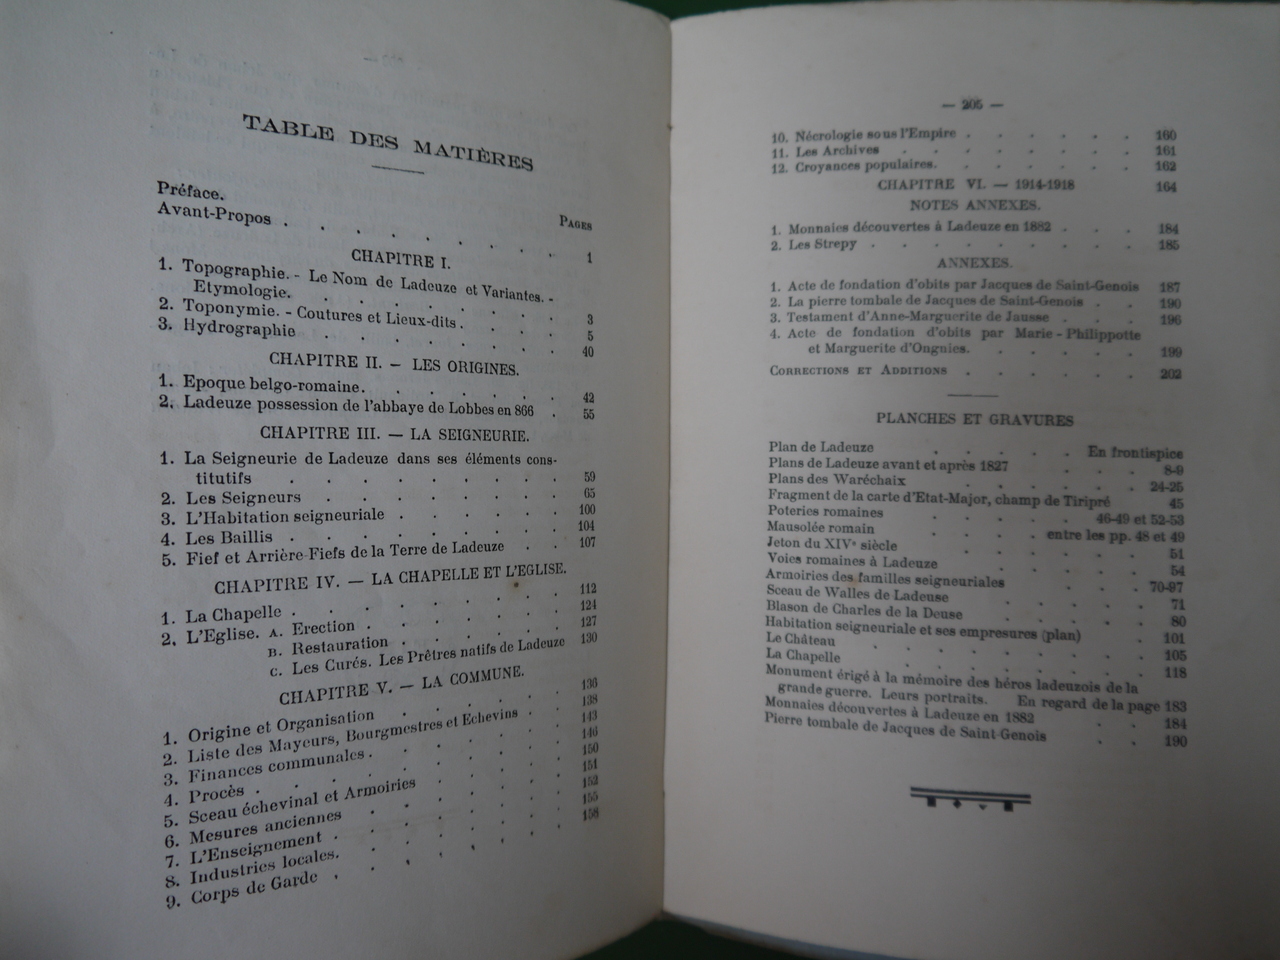 TABLE DES MATIÈRES
Préface.
PAGES
Avant-Propos . . . . . . . . 1
CHAPITRE I.
1. Topographie. - Le Nom de Ladeuze et Variantes. -
Etymologie. . . . . . . . 3
2. Toponymie. - Coutures et Lieux-dits . . . . . 5
3. Hydrographie . . . . . . . . 40
CHAPITRE II. — LES ORIGINES.
1. Epoque belgo-romaine. . . . . . . 42
2. Ladeuze possession de l'abbaye de Lobbes en 866 . 55
CHAPITRE III. — LA SEIGNEURIE.
1. La Seigneurie de Ladeuze dans ses éléments cons-
titutifs . . . . . . . . 59
2. Les Seigneurs . . . . . . . 65
3. L'Habitation seigneuriale . . . . . 100
4. Les Baillis . . . . . . . . 104
5. Fief et Arrière-Fiefs de la Terre de Ladeuze . . 107
CHAPITRE IV. — LA CHAPELLE ET L'EGLISE.
1. La Chapelle . . . . . . . . 112
2. L'Eglise. A. Erection . . . . . . 124
B. Restauration . . . . . 127
C. Les Curés. Les Prêtres natifs de Ladeuze 130
CHAPITRE V. — LA COMMUNE.
1. Origine et Organisation . . . . . 136
2. Liste des Mayeurs, Bourgmestres et Echevins . . 138
3. Finances communales . . . . . . 143
4. Procès . . . . . . . . 146
5. Sceau échevinal et Armoiries . . . . 150
6. Mesures anciennes . . . . . . 151
7. L'Enseignement . . . . . . 152
8. Industries locales. . . . . . . 155
9. Corps de Garde . . . . . . 158
— 205 —
10. Nécrologie sous l'Empire . . . . . . 160
11. Les Archives . . . . . . . 161
12. Croyances populaires. . . . . . . 162
CHAPITRE VI. — 1914-1918 164
NOTES ANNEXES.
1. Monnaies découvertes à Ladeuze en 1882 . . . 184
2. Les Strepy . . . . . . . . 185
ANNEXES.
1. Acte de fondation d'obits par Jacques de Saint-Genois 187
2. La pierre tombale de Jacques de Saint-Genois . . 190
3. Testament d'Anne-Marguerite de Jausse . . . 196
4. Acte de fondation d'obits par Marie - Philippotte
et Marguerite d'Ongnies. . . . . . 199
CORRECTIONS ET ADDITIONS . . . . . . 202
PLANCHES ET GRAVURES
Plan de Ladeuze . . . . . En frontispice
Plans de Ladeuze avant et après 1827 . . . 8-9
Plans des Waréchaix . . . . . . 24-25
Fragment de la carte d'Etat-Major, champ de Tiripré 45
Poteries romaines . . . . . 46-49 et 52-53
Mausolée romain . . . . entre les pp. 48 et 49
Jeton du XIVe siècle . . . . . . 51
Voies romaines à Ladeuze . . . . . 54
Armoiries des familles seigneuriales . . . 70-87
Sceau de Walles de Ladeuse . . . . . 71
Blason de Charles de la Deuse . . . . 80
Habitation seigneuriale et ses empresures (plan) . 101
Le Château . . . . . . . . 105
La Chapelle . . . . . . . 118
Monument érigé à la mémoire des héros ladeuzois de la
grande guerre. Leurs portraits. En regard de la page 183
Monnaies découvertes à Ladeuze en 1882 . . 184
Pierre tombale de Jacques de Saint-Genois . . 190